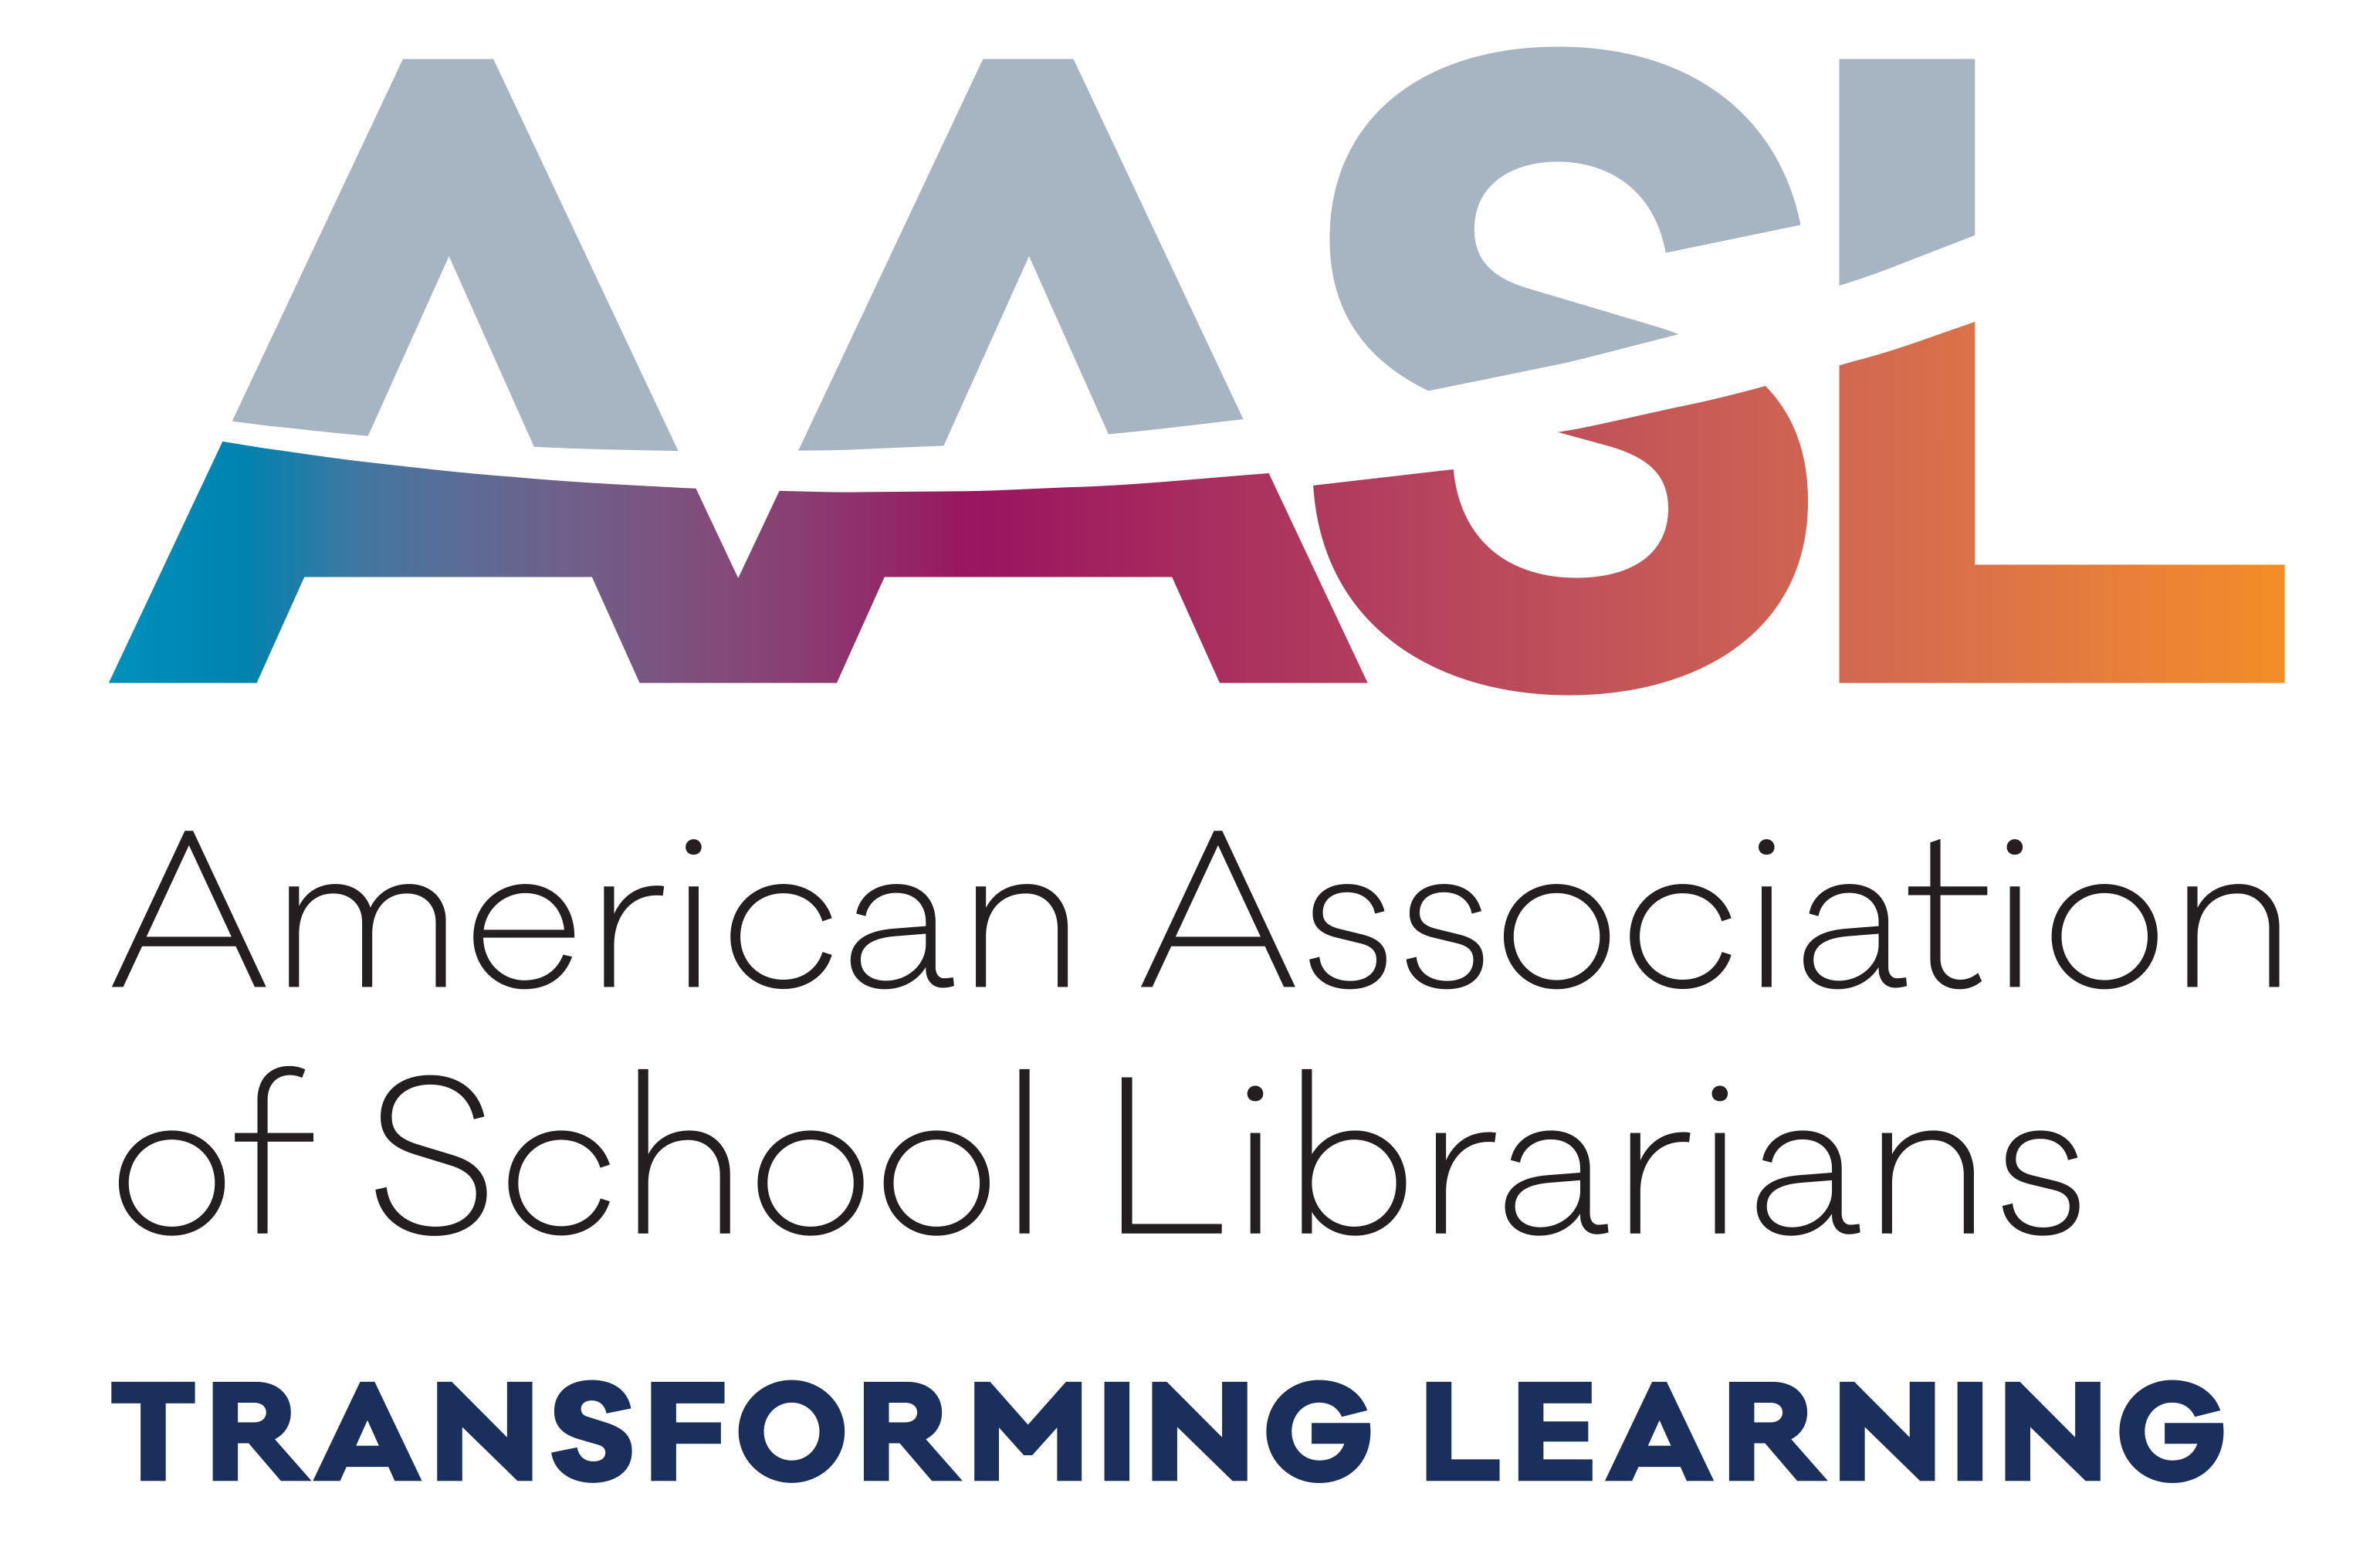 AASL
American Association
of School Librarians
TRANSFORMING LEARNING